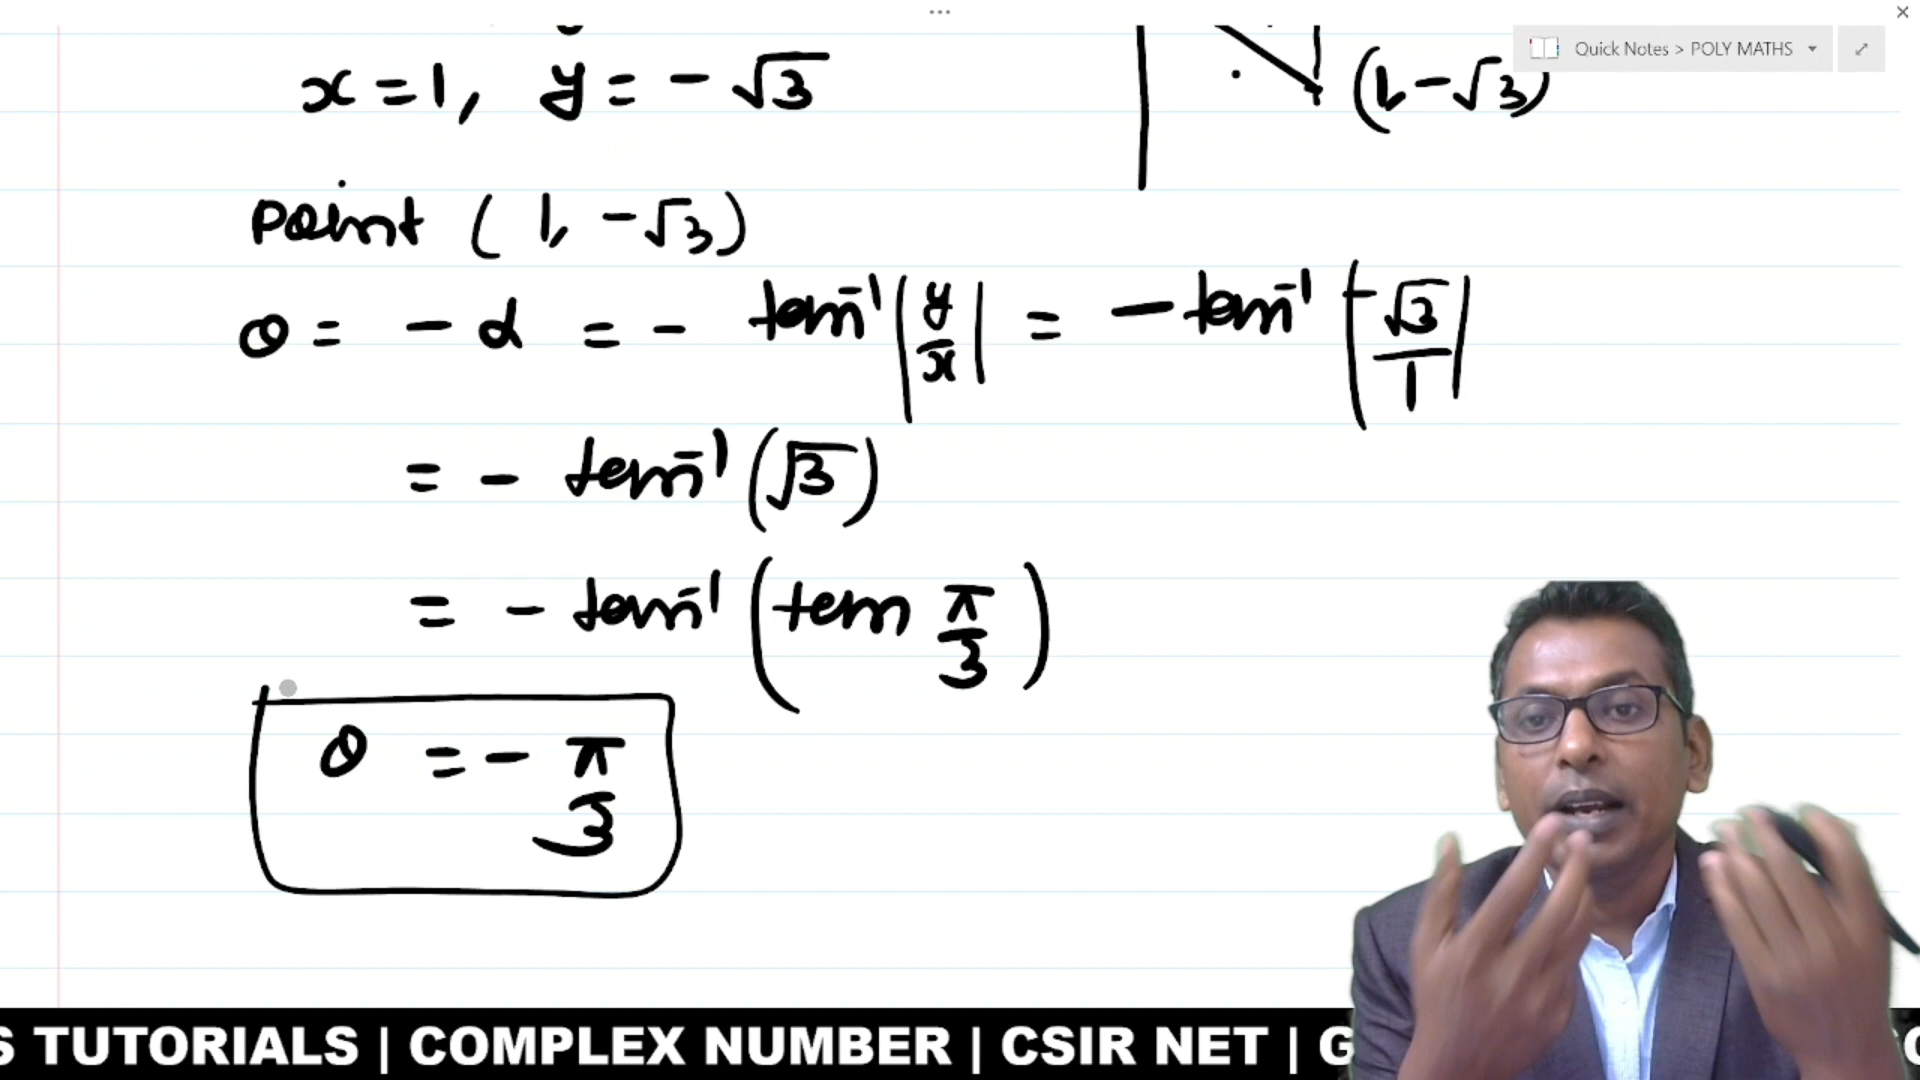 Quick Notes > POLY MATHS
x = 1, y = - √3
(1, -√3)
point (1, -√3)
θ = - α = - tan⁻¹ |y/x| = - tan⁻¹ |-√3/1|
= - tan⁻¹ (√3)
= - tan⁻¹ (tan π/3)
θ = - π/3
S TUTORIALS | COMPLEX NUMBER | CSIR NET | G